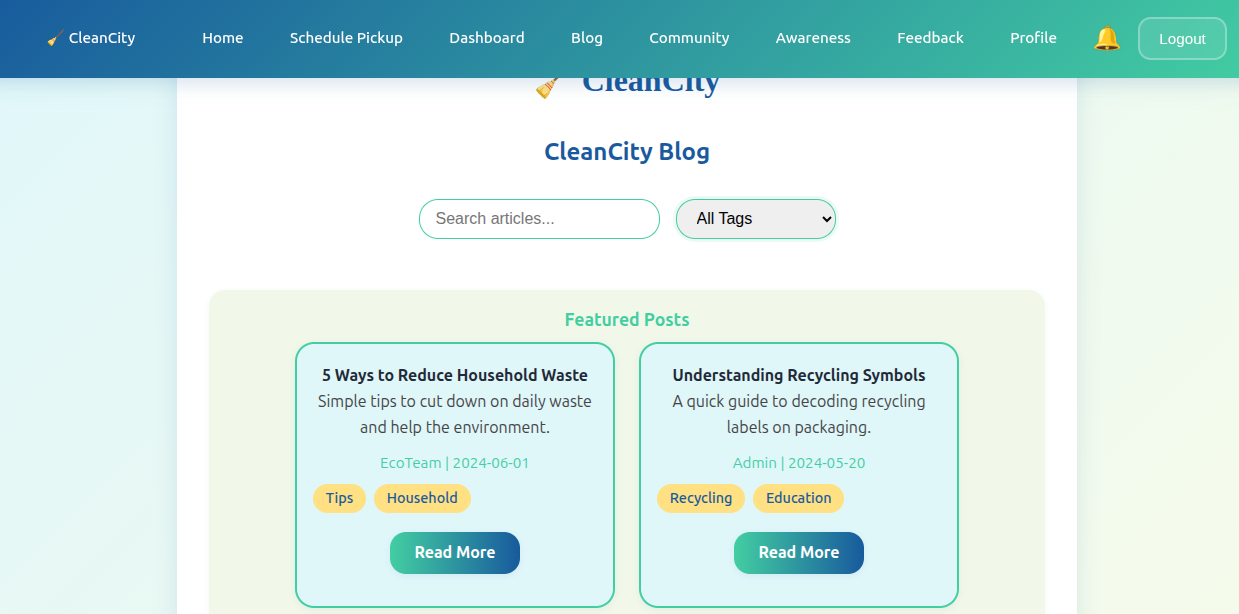 CleanCity Home Schedule Pickup Dashboard Blog Community Awareness Feedback Profile Logout
CleanCity
CleanCity Blog
Search articles... All Tags
Featured Posts
5 Ways to Reduce Household Waste
Simple tips to cut down on daily waste
and help the environment.
EcoTeam | 2024-06-01
Tips Household
Read More
Understanding Recycling Symbols
A quick guide to decoding recycling
labels on packaging.
Admin | 2024-05-20
Recycling Education
Read More